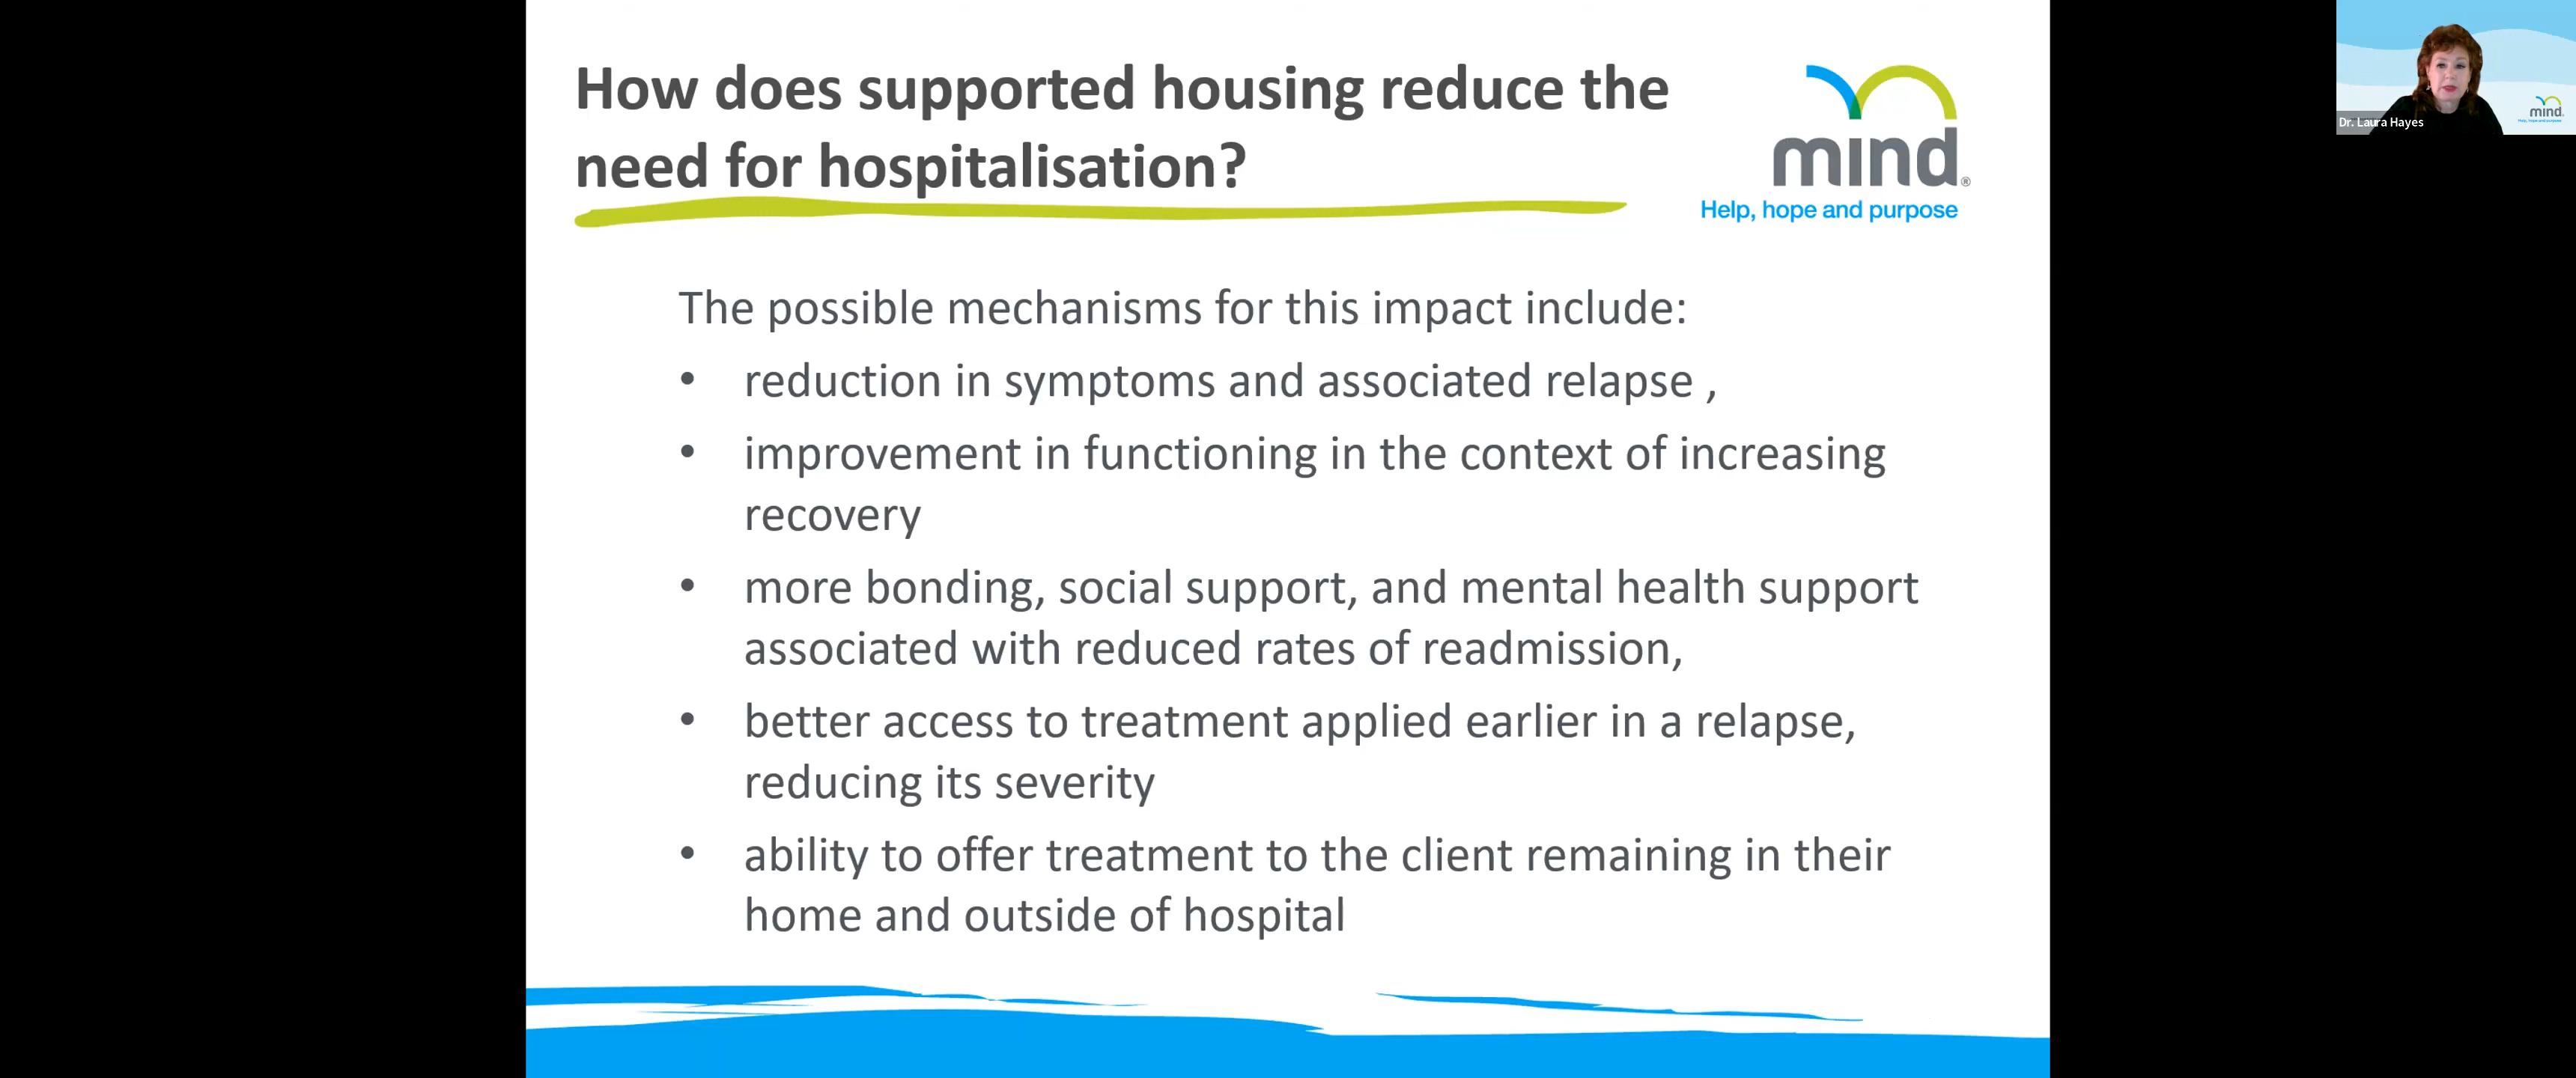 How does supported housing reduce the
need for hospitalisation?
mind®
Help, hope and purpose
The possible mechanisms for this impact include:
• reduction in symptoms and associated relapse ,
• improvement in functioning in the context of increasing
recovery
• more bonding, social support, and mental health support
associated with reduced rates of readmission,
• better access to treatment applied earlier in a relapse,
reducing its severity
• ability to offer treatment to the client remaining in their
home and outside of hospital
mind
Help, hope and purpose
Dr. Laura Hayes